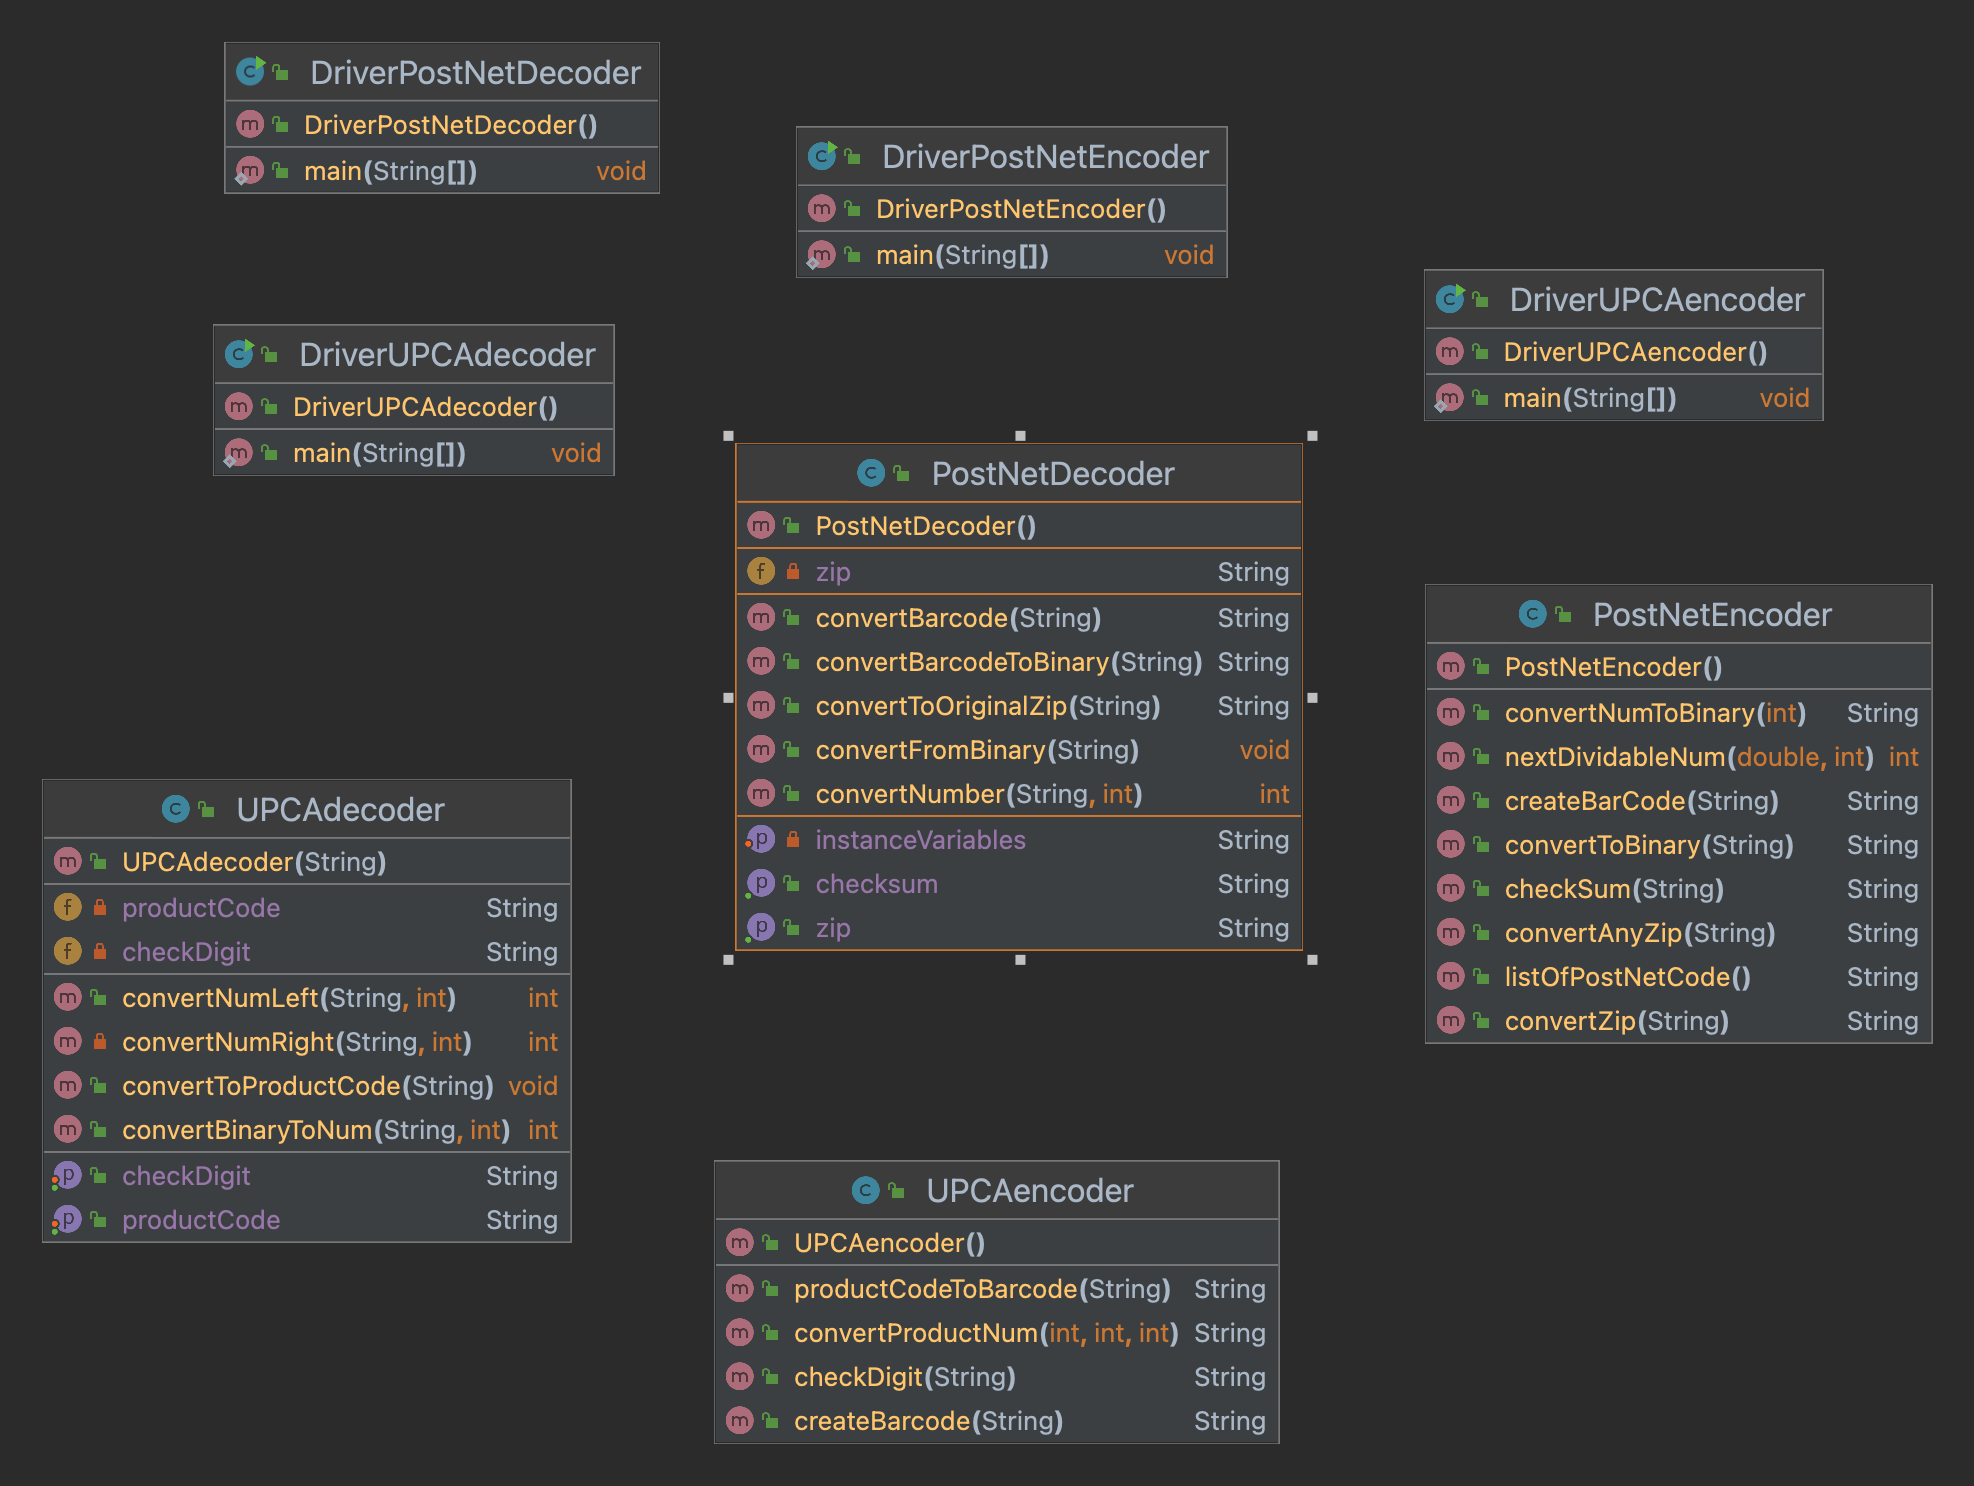 DriverPostNetDecoder
DriverPostNetDecoder()
main(String[]) void
DriverPostNetEncoder
DriverPostNetEncoder()
main(String[]) void
DriverUPCAencoder
DriverUPCAencoder()
main(String[]) void
DriverUPCAdecoder
DriverUPCAdecoder()
main(String[]) void
PostNetDecoder
PostNetDecoder()
zip String
convertBarcode(String) String
convertBarcodeToBinary(String) String
convertToOriginalZip(String) String
convertFromBinary(String) void
convertNumber(String, int) int
instanceVariables String
checksum String
zip String
PostNetEncoder
PostNetEncoder()
convertNumToBinary(int) String
nextDividableNum(double, int) int
createBarCode(String) String
convertToBinary(String) String
checkSum(String) String
convertAnyZip(String) String
listOfPostNetCode() String
convertZip(String) String
UPCAdecoder
UPCAdecoder(String)
productCode String
checkDigit String
convertNumLeft(String, int) int
convertNumRight(String, int) int
convertToProductCode(String) void
convertBinaryToNum(String, int) int
checkDigit String
productCode String
UPCAencoder
UPCAencoder()
productCodeToBarcode(String) String
convertProductNum(int, int, int) String
checkDigit(String) String
createBarcode(String) String